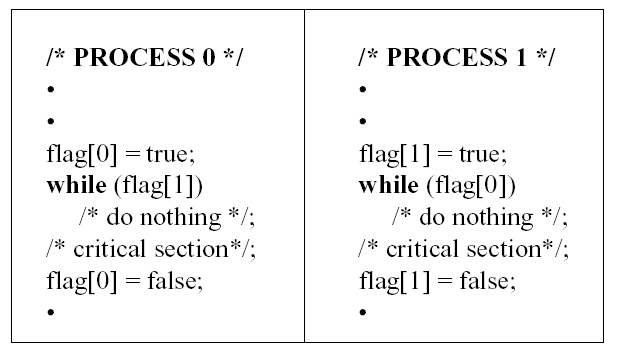 /* PROCESS 0 */
•
•
flag[0] = true;
while (flag[1])
/* do nothing */;
/* critical section*/;
flag[0] = false;
•
/* PROCESS 1 */
•
•
flag[1] = true;
while (flag[0])
/* do nothing */;
/* critical section*/;
flag[1] = false;
•